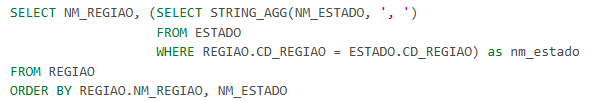 SELECT NM_REGIAO, (SELECT STRING_AGG(NM_ESTADO, ', ')
FROM ESTADO
WHERE REGIAO.CD_REGIAO = ESTADO.CD_REGIAO) as nm_estado
FROM REGIAO
ORDER BY REGIAO.NM_REGIAO, NM_ESTADO